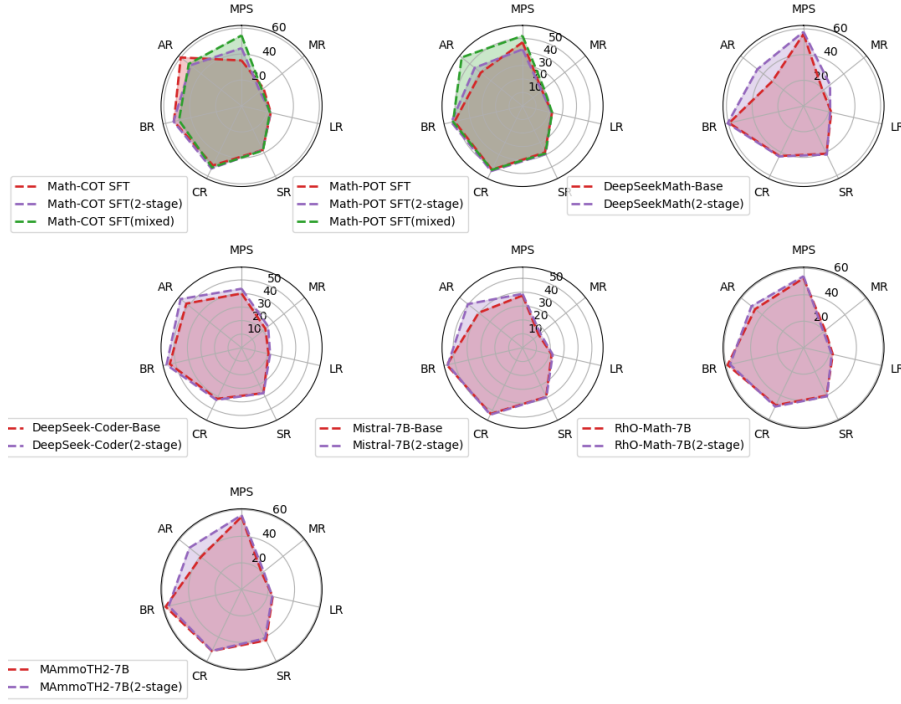 MPS MPS MPS
60
50
60
AR MR AR MR AR MR
40
40
40
30
20
20
20
10
BR LR BR LR BR LR
CR SR CR SR CR SR
Math-COT SFT
Math-COT SFT(2-stage)
Math-COT SFT(mixed)
Math-POT SFT
Math-POT SFT(2-stage)
Math-POT SFT(mixed)
DeepSeekMath-Base
DeepSeekMath(2-stage)
MPS MPS MPS
50
50
60
AR MR AR MR AR MR
40
40
40
30
30
20
20
20
10
10
BR LR BR LR BR LR
CR SR CR SR CR SR
DeepSeek-Coder-Base
DeepSeek-Coder(2-stage)
Mistral-7B-Base
Mistral-7B(2-stage)
RhO-Math-7B
RhO-Math-7B(2-stage)
MPS
60
AR MR
40
20
BR LR
CR SR
MAmmoTH2-7B
MAmmoTH2-7B(2-stage)